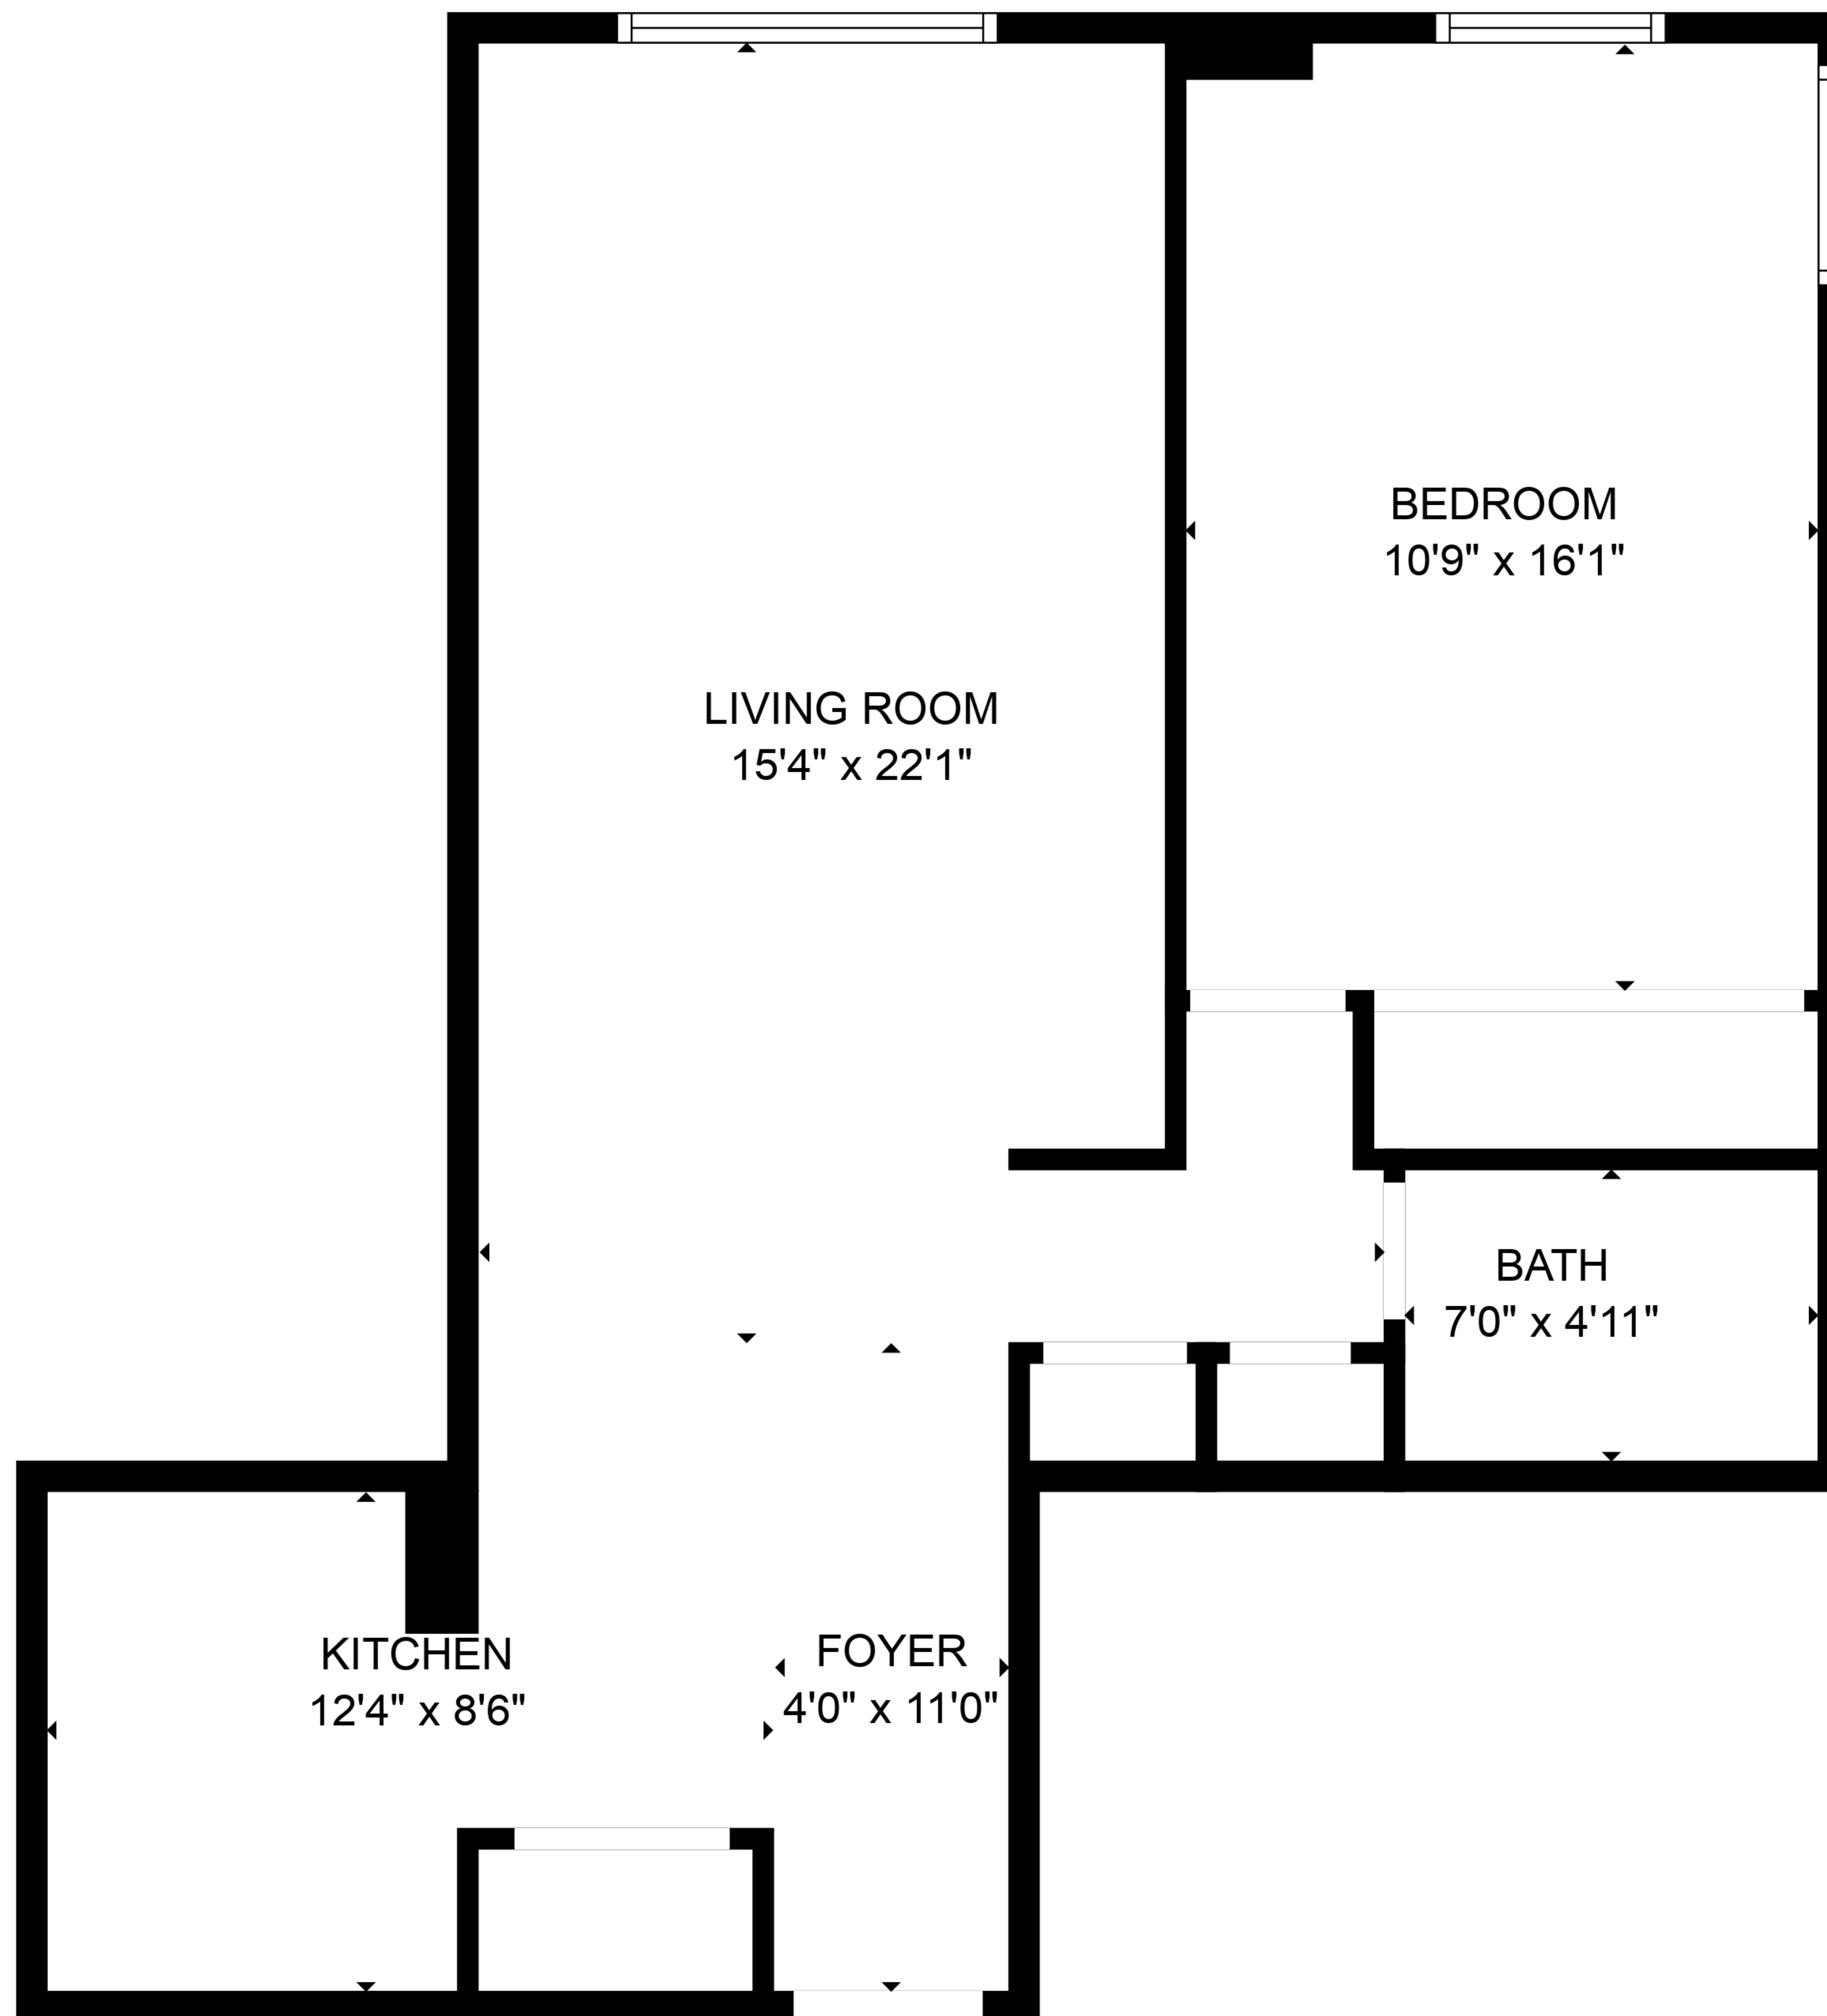 BEDROOM
10'9" x 16'1"
LIVING ROOM
15'4" x 22'1"
BATH
7'0" x 4'11"
KITCHEN
12'4" x 8'6"
FOYER
4'0" x 11'0"